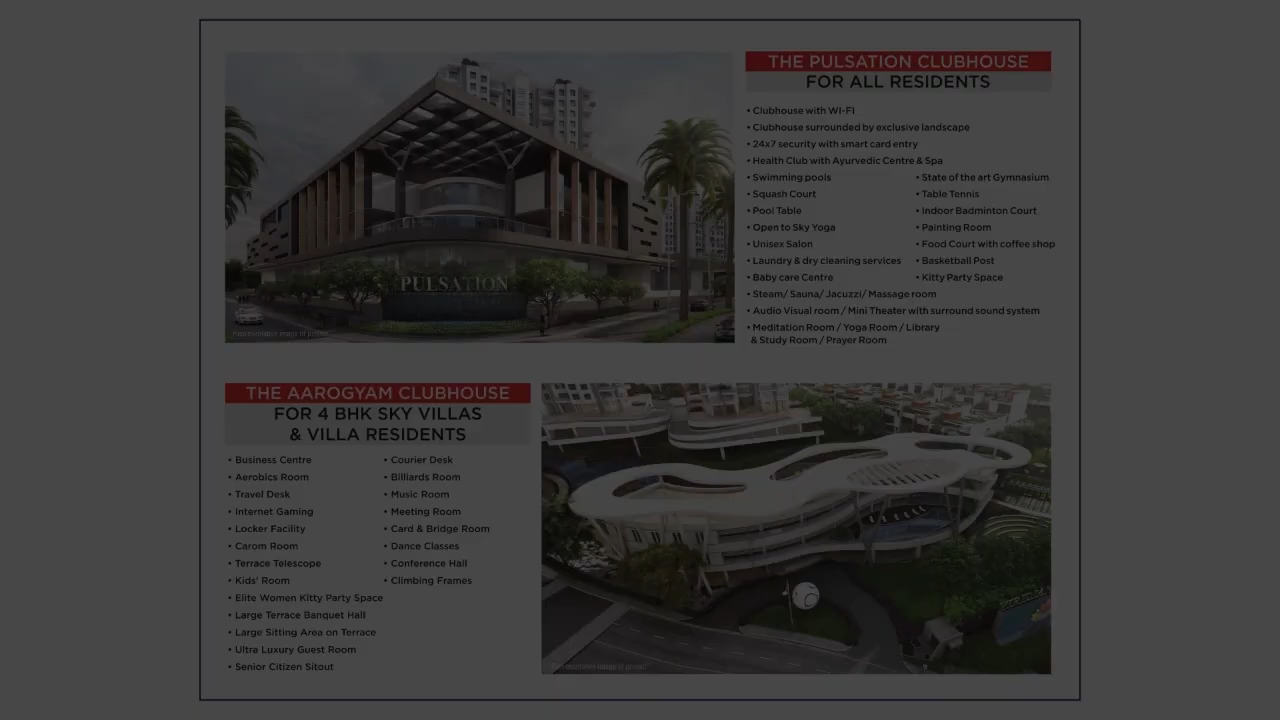 THE PULSATION CLUBHOUSE
FOR ALL RESIDENTS
• Clubhouse with WI-FI
• Clubhouse surrounded by exclusive landscape
• 24x7 security with smart card entry
• Health Club with Ayurvedic Centre & Spa
• Swimming pools
• State of the art Gymnasium
• Squash Court
• Table Tennis
• Pool Table
• Indoor Badminton Court
• Open to Sky Yoga
• Painting Room
• Unisex Salon
• Food Court with coffee shop
• Laundry & dry cleaning services
• Basketball Post
• Baby care Centre
• Kitty Party Space
• Steam/ Sauna/ Jacuzzi/ Massage room
• Audio Visual room / Mini Theater with surround sound system
• Meditation Room / Yoga Room / Library
& Study Room / Prayer Room
PULSATION
Representative image of project
THE AAROGYAM CLUBHOUSE
FOR 4 BHK SKY VILLAS
& VILLA RESIDENTS
• Business Centre
• Courier Desk
• Aerobics Room
• Billiards Room
• Travel Desk
• Music Room
• Internet Gaming
• Meeting Room
• Locker Facility
• Card & Bridge Room
• Carom Room
• Dance Classes
• Terrace Telescope
• Conference Hall
• Kids' Room
• Climbing Frames
• Elite Women Kitty Party Space
• Large Terrace Banquet Hall
• Large Sitting Area on Terrace
• Ultra Luxury Guest Room
• Senior Citizen Sitout
Representative image of project